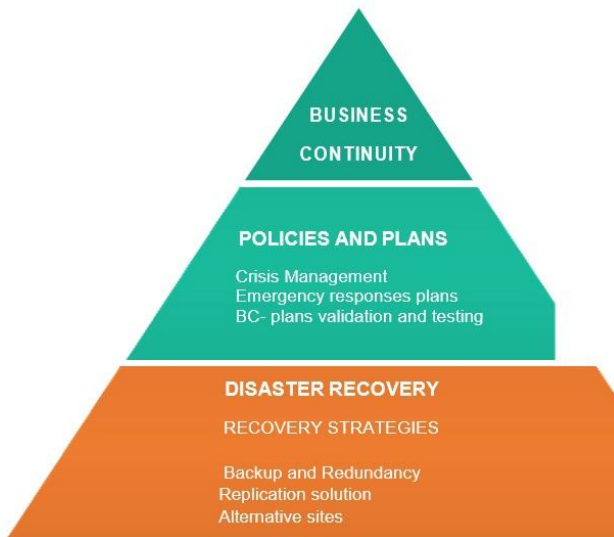 BUSINESS
CONTINUITY
POLICIES AND PLANS
Crisis Management
Emergency responses plans
BC- plans validation and testing
DISASTER RECOVERY
RECOVERY STRATEGIES
Backup and Redundancy
Replication solution
Alternative sites